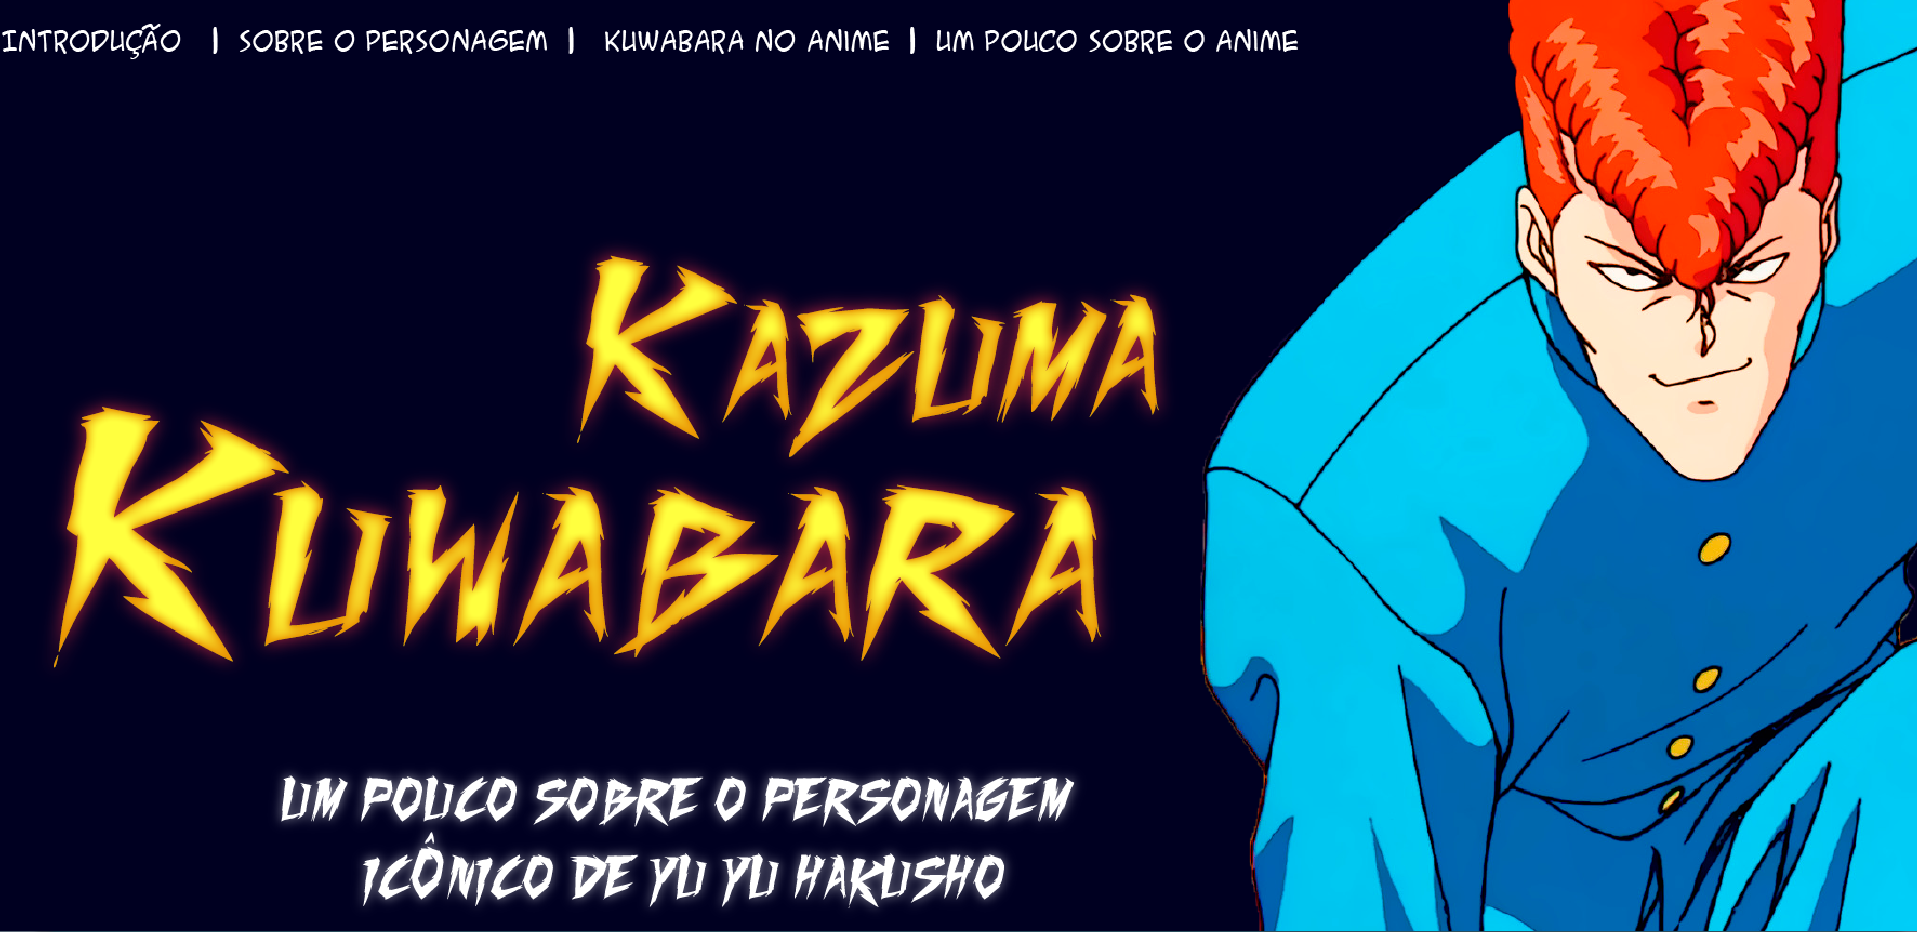 INTRODUÇÃO | SOBRE O PERSONAGEM | KUWABARA NO ANIME | UM POUCO SOBRE O ANIME
KAZUMA
KUWABARA
UM POUCO SOBRE O PERSONAGEM
ICÔNICO DE YU YU HAKUSHO